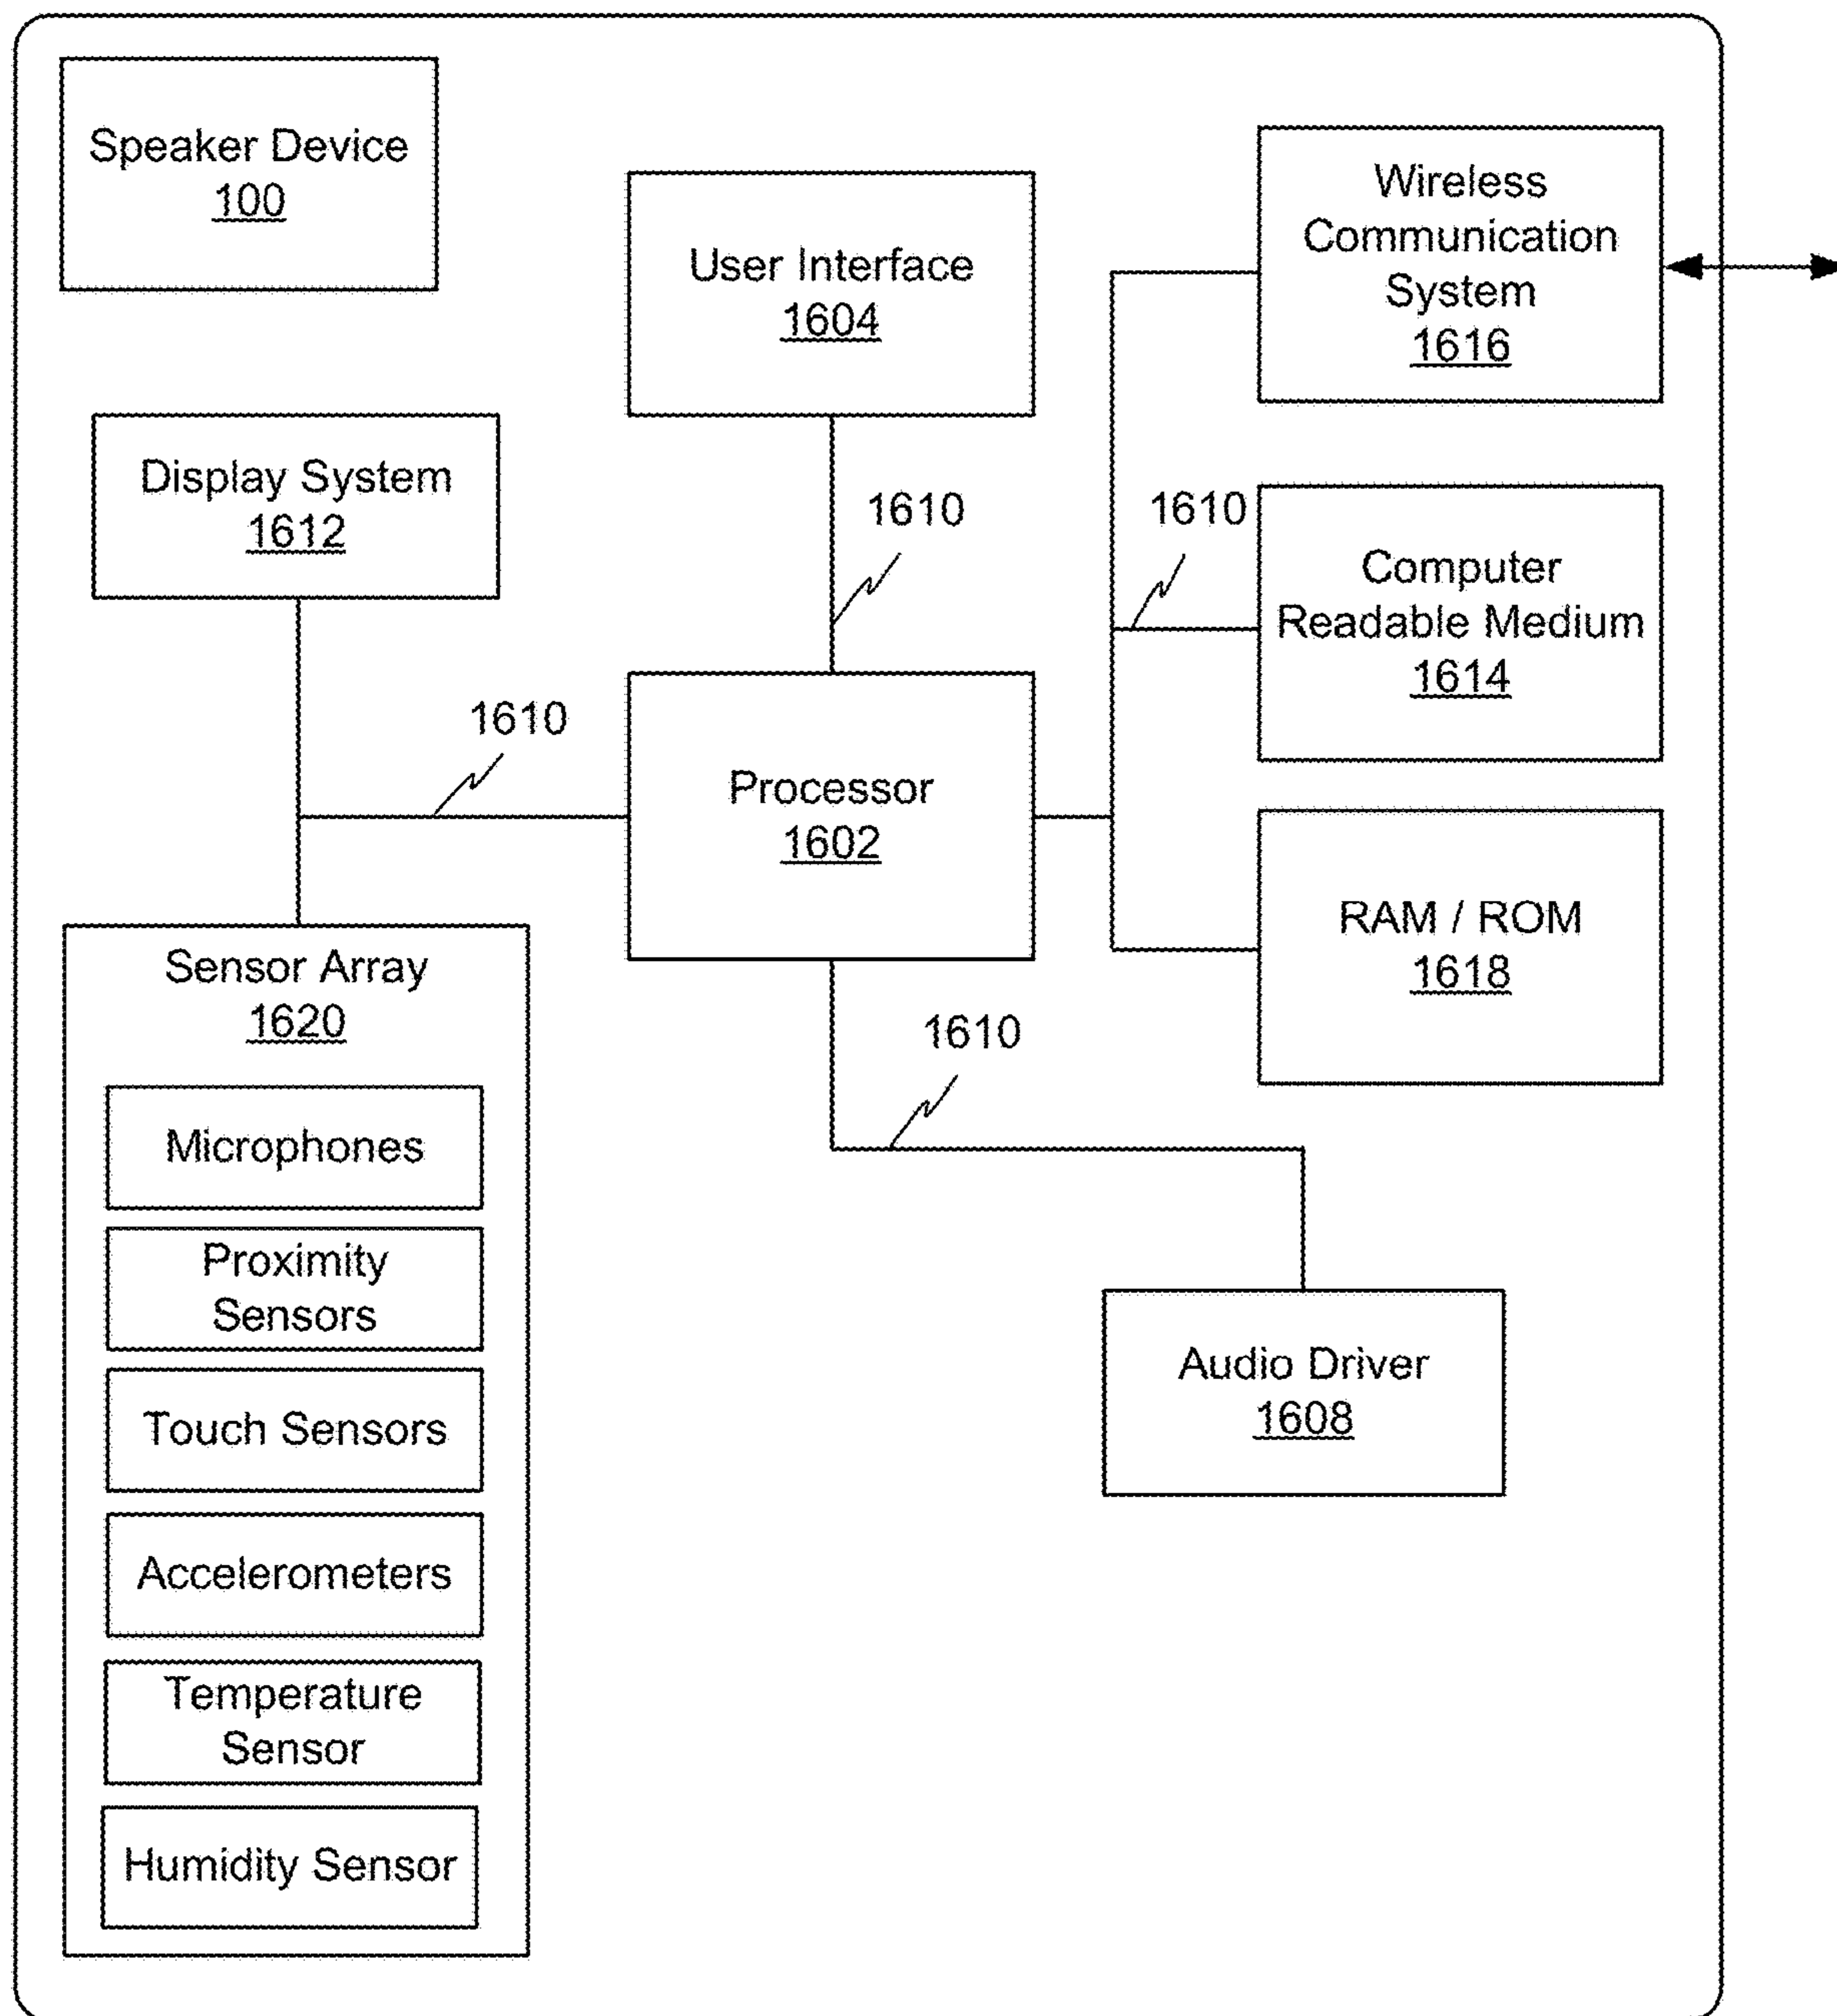 Speaker Device
100
User Interface
1604
Wireless
Communication
System
1616
Display System
1612
1610
1610
Computer
Readable Medium
1614
1610
Processor
1602
RAM / ROM
1618
Sensor Array
1620
1610
Microphones
Proximity
Sensors
Touch Sensors
Accelerometers
Temperature
Sensor
Humidity Sensor
Audio Driver
1608